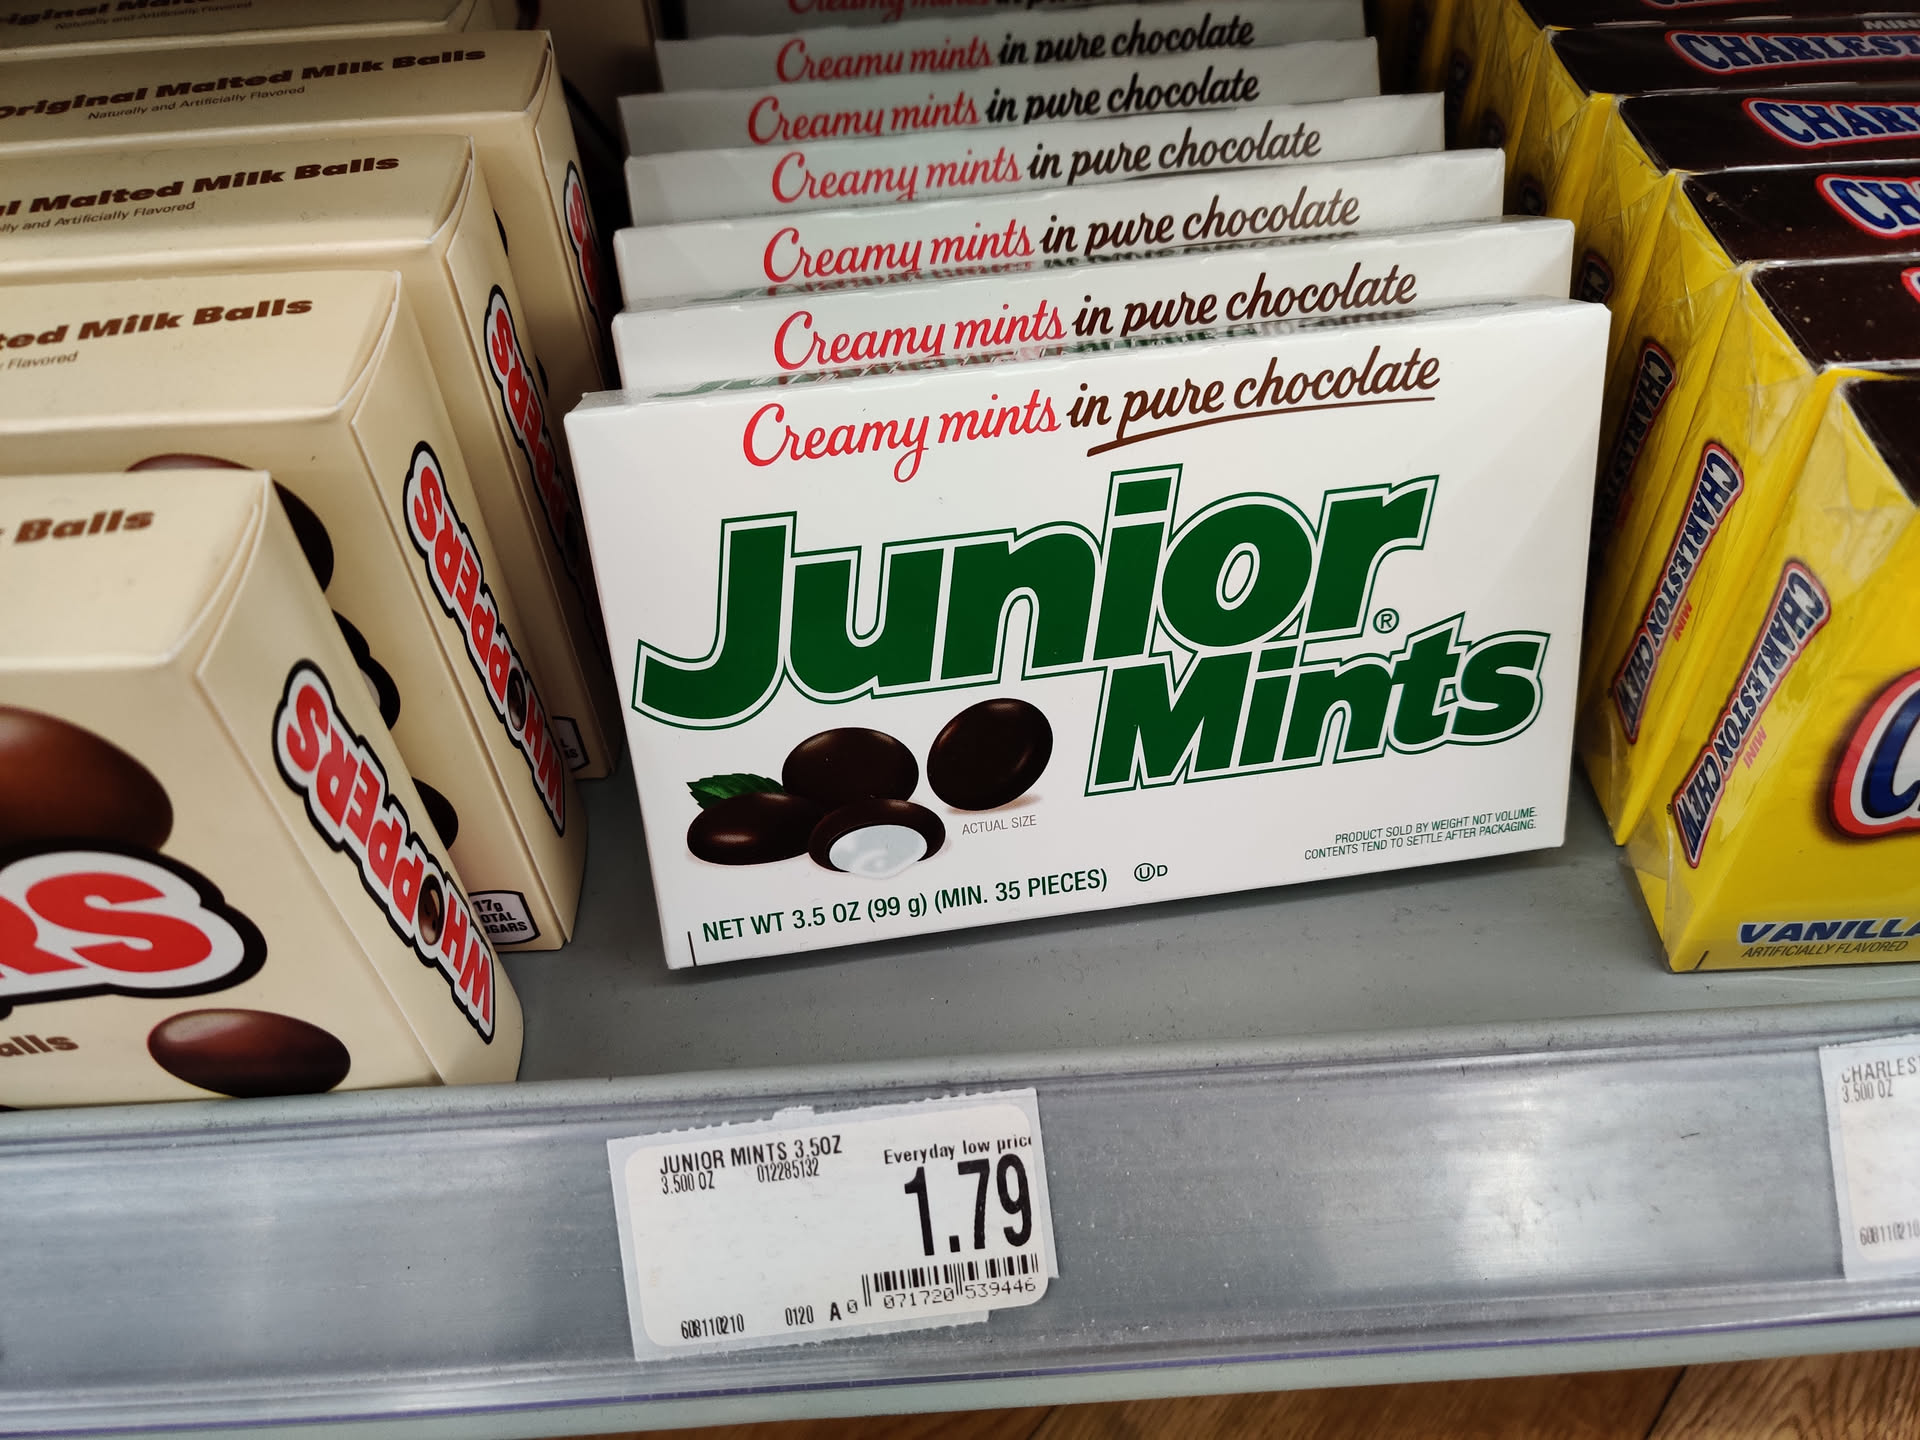 Original Malted Milk Balls
Naturally and Artificially Flavored
Malted Milk Balls
and Artificially Flavored
Milk Balls
Flavored
Balls
WHOPPERS
WHOPPERS
WHOPPERS
17g
Creamy mints in pure chocolate
Creamy mints in pure chocolate
Creamy mints in pure chocolate
Creamy mints in pure chocolate
Creamy mints in pure chocolate
Creamy mints in pure chocolate
Junior®
Mints
ACTUAL SIZE
PRODUCT SOLD BY WEIGHT NOT VOLUME.
CONTENTS TEND TO SETTLE AFTER PACKAGING.
NET WT 3.5 OZ (99 g) (MIN. 35 PIECES) UD
CHARLESTON CHEW
MINI
CHARLESTON CHEW
MINI
VANILLA
ARTIFICIALLY FLAVORED
JUNIOR MINTS 3.5OZ
3.500 OZ 012285132
Everyday low price
1.79
608110210 0120 A 0 071720 539446
CHARLES
3.500 OZ
608110210